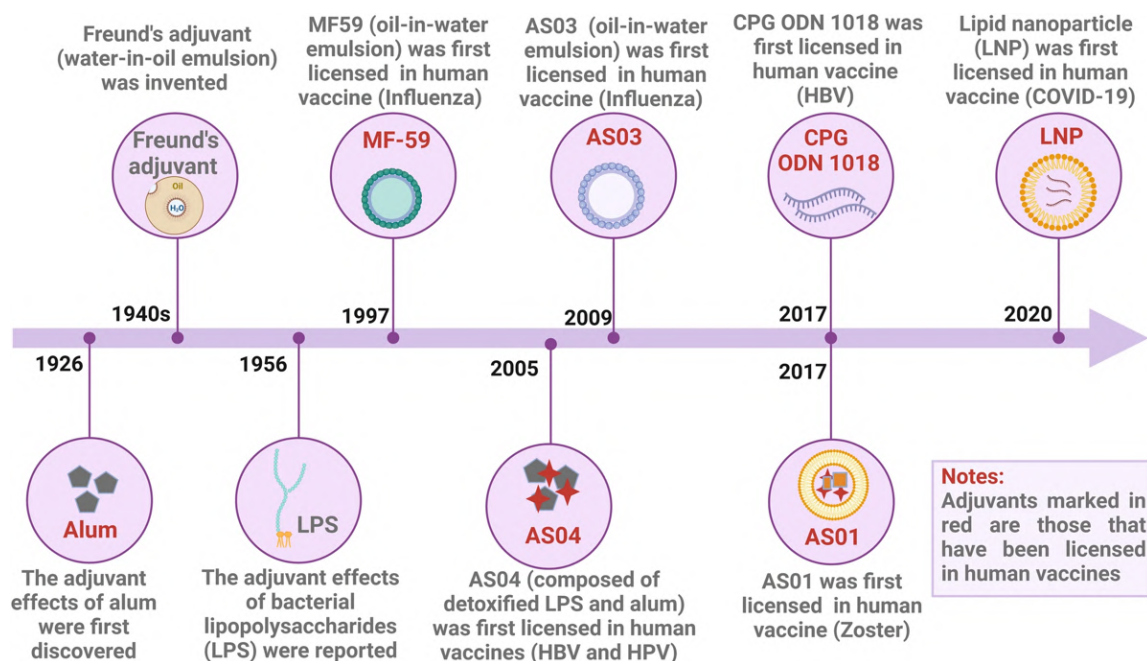 Freund's adjuvant
(water-in-oil emulsion)
was invented
MF59 (oil-in-water
emulsion) was first
licensed in human
vaccine (Influenza)
AS03 (oil-in-water
emulsion) was first
licensed in human
vaccine (Influenza)
CPG ODN 1018 was
first licensed in
human vaccine
(HBV)
Lipid nanoparticle
(LNP) was first
licensed in human
vaccine (COVID-19)
Freund's
adjuvant
Oil
H₂O
MF-59
AS03
CPG
ODN 1018
LNP
1940s
1997
2009
2017
2020
1926
1956
2005
2017
Alum
LPS
AS04
AS01
The adjuvant
effects of alum
were first
discovered
The adjuvant effects
of bacterial
lipopolysaccharides
(LPS) were reported
AS04 (composed of
detoxified LPS and alum)
was first licensed in human
vaccines (HBV and HPV)
AS01 was first
licensed in human
vaccine (Zoster)
Notes:
Adjuvants marked in
red are those that
have been licensed
in human vaccines